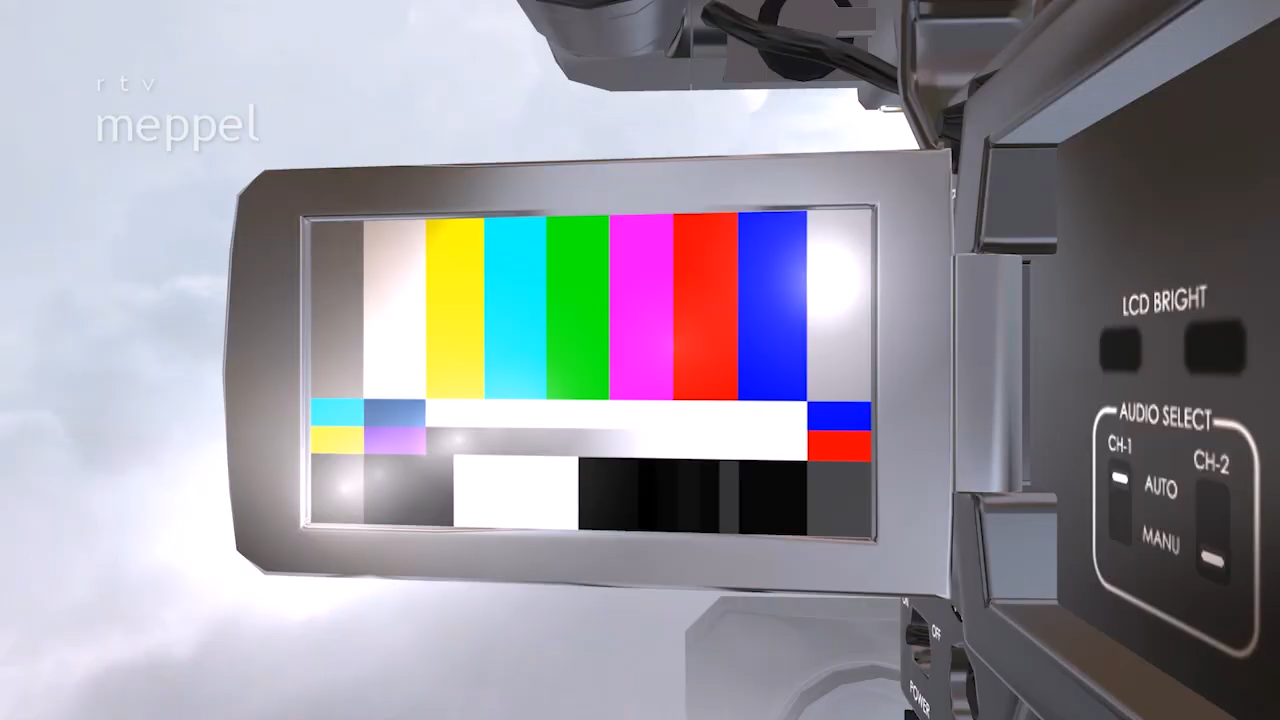 rtv
meppel
LCD BRIGHT
AUDIO SELECT
CH-1
CH-2
AUTO
MANU
OFF
POWER